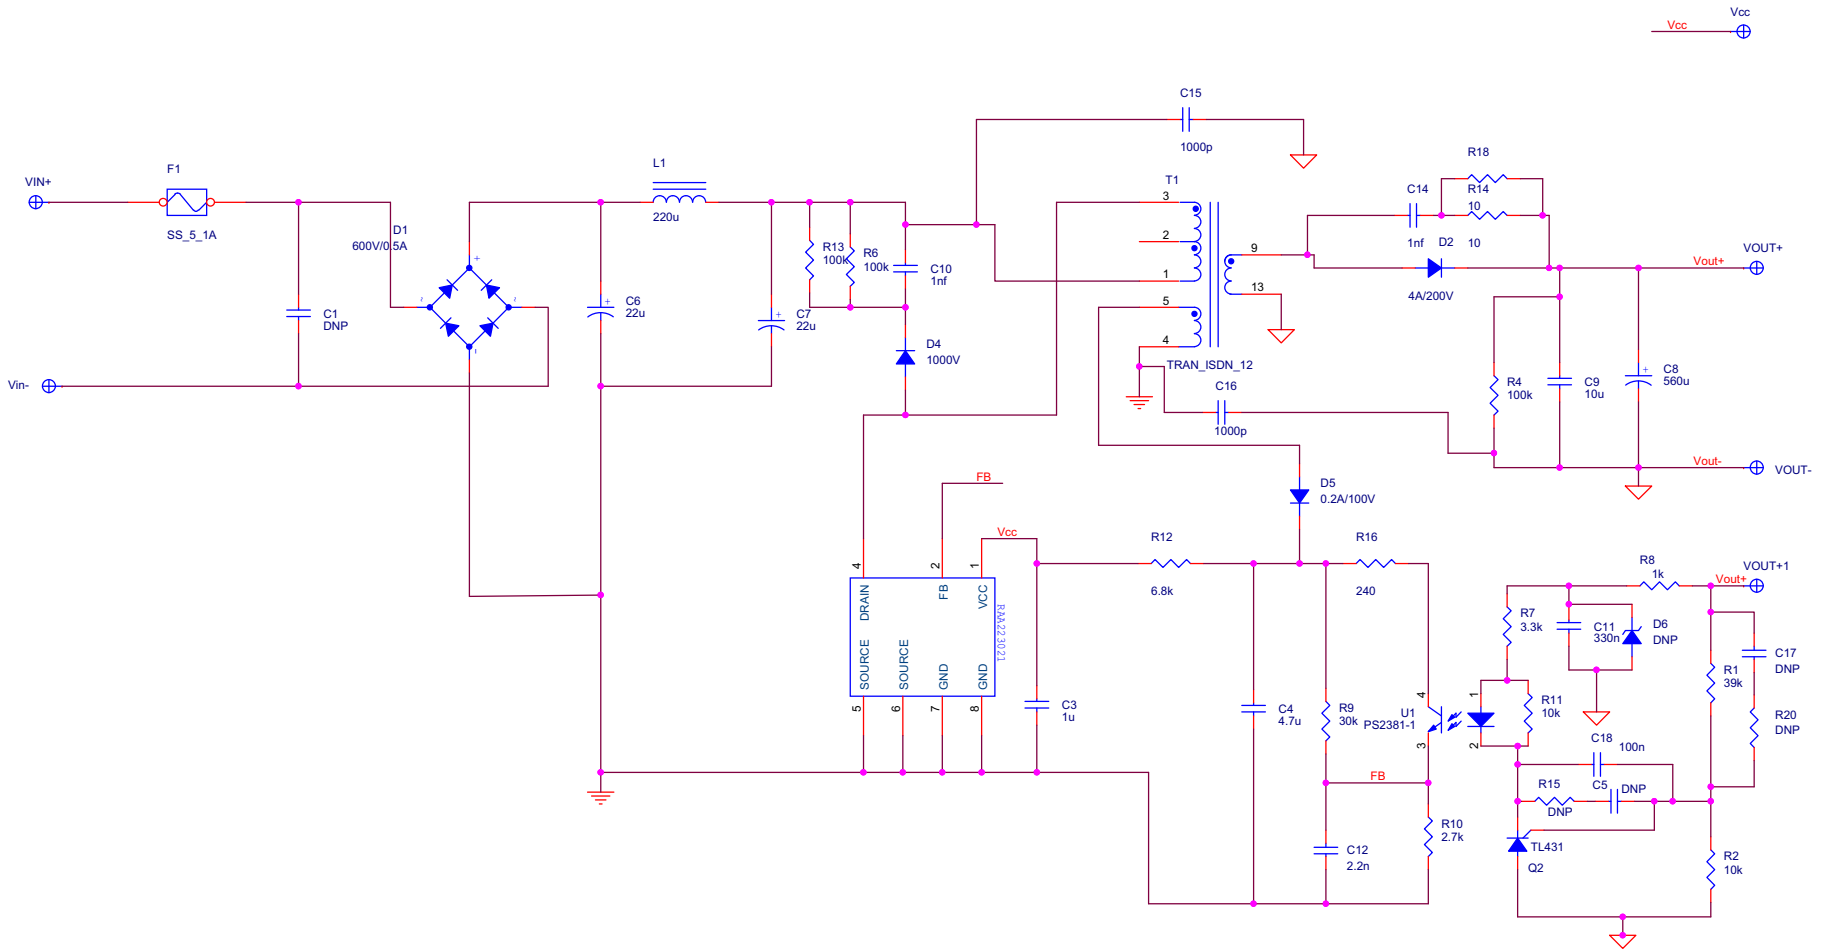 Vcc
Vcc
C15
1000p
F1
L1
VIN+
SS_5_1A
220u
T1
3
2
1
5
4
9
13
TRAN_ISDN_12
R18
C14
R14
10
1nf
D2
10
4A/200V
Vout+
VOUT+
D1
600V/0.5A
R13
100k
R6
100k
C10
1nf
C1
DNP
C6
22u
C7
22u
D4
1000V
Vin-
C16
1000p
R4
100k
C9
10u
C8
560u
Vout-
VOUT-
FB
D5
0.2A/100V
Vcc
R12
6.8k
R16
240
4
2
1
DRAIN
FB
VCC
RAA223021
SOURCE
SOURCE
GND
GND
5
6
7
8
C3
1u
C4
4.7u
R9
30k
U1
PS2381-1
4
3
1
2
R8
1k
Vout+
VOUT+1
R7
3.3k
C11
330n
D6
DNP
C17
DNP
R1
39k
R11
10k
R20
DNP
C18
100n
R15
DNP
C5
DNP
FB
R10
2.7k
C12
2.2n
TL431
Q2
R2
10k